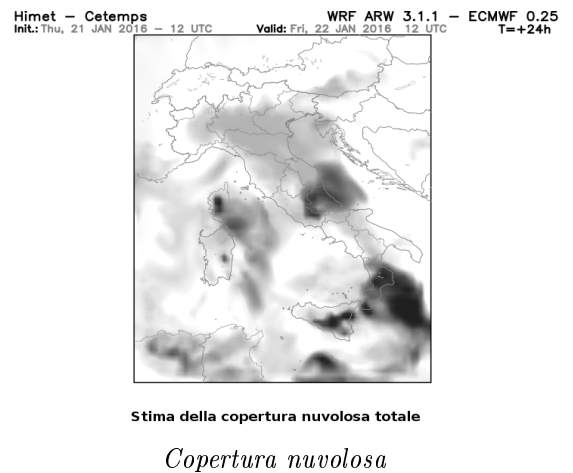 Himet – Cetemps WRF ARW 3.1.1 – ECMWF 0.25
Init.: Thu, 21 JAN 2016 – 12 UTC Valid: Fri, 22 JAN 2016 12 UTC T=+24h
Stima della copertura nuvolosa totale
Copertura nuvolosa